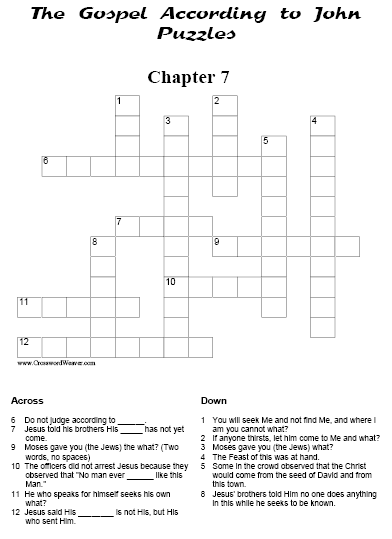 The Gospel According to John
Puzzles
Chapter 7
1
2
3
4
5
6
7
8
9
10
11
12
www.CrosswordWeaver.com
Across
6 Do not judge according to ______.
7 Jesus told his brothers His _____ has not yet
come.
9 Moses gave you (the Jews) the what? (Two
words, no spaces)
10 The officers did not arrest Jesus because they
observed that "No man ever ______ like this
Man."
11 He who speaks for himself seeks his own
what?
12 Jesus said His ________ is not His, but His
who sent Him.
Down
1 You will seek Me and not find Me, and where I
am you cannot what?
2 If anyone thirsts, let him come to Me and what?
3 Moses gave you (the Jews) what?
4 The Feast of this was at hand.
5 Some in the crowd observed that the Christ
would come from the seed of David and from
this town.
8 Jesus' brothers told Him no one does anything
in this while he seeks to be known.